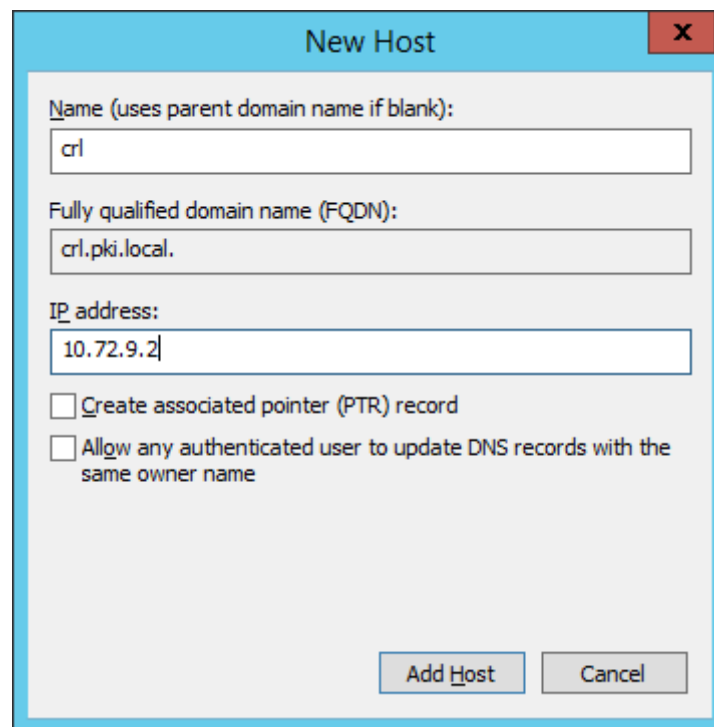 New Host
x
Name (uses parent domain name if blank):
crl
Fully qualified domain name (FQDN):
crl.pki.local.
IP address:
10.72.9.2
Create associated pointer (PTR) record
Allow any authenticated user to update DNS records with the
same owner name
Add Host
Cancel